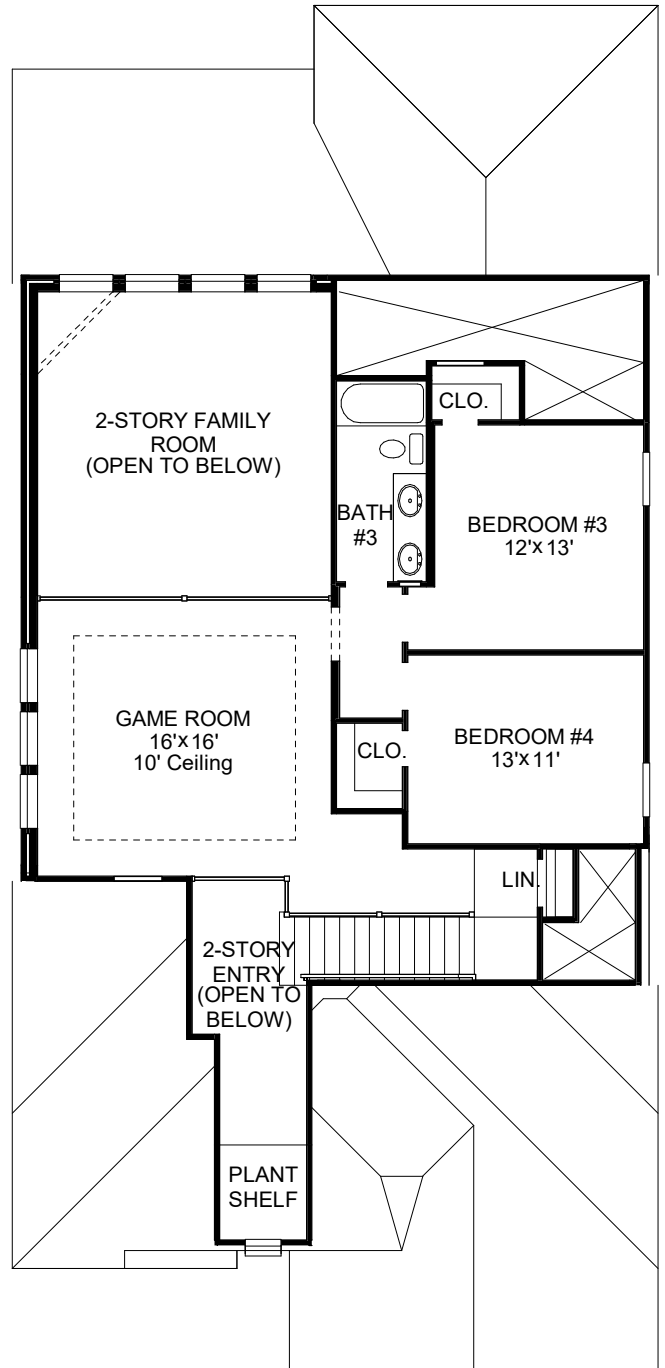 CLO.
2-STORY FAMILY
ROOM
(OPEN TO BELOW)
BATH
#3
BEDROOM #3
12'x 13'
GAME ROOM
16'x 16'
10' Ceiling
CLO.
BEDROOM #4
13'x 11'
LIN.
2-STORY
ENTRY
(OPEN TO
BELOW)
PLANT
SHELF